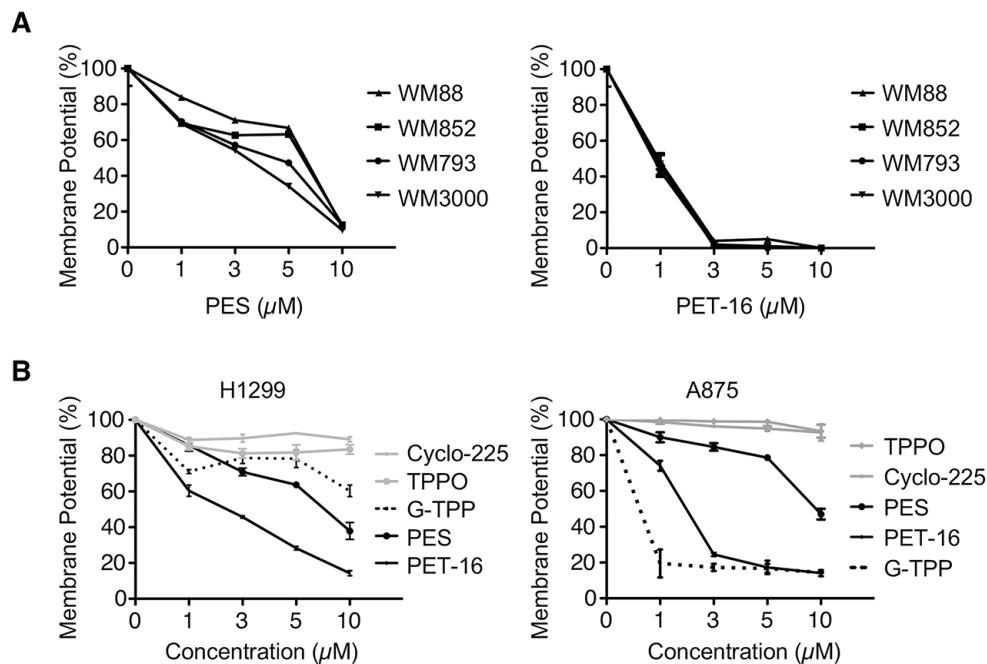 A
Membrane Potential (%)
100
80
60
40
20
0
0 1 3 5 10
PES (µM)
WM88
WM852
WM793
WM3000
Membrane Potential (%)
100
80
60
40
20
0
0 1 3 5 10
PET-16 (µM)
WM88
WM852
WM793
WM3000
B
H1299
Membrane Potential (%)
100
80
60
40
20
0
0 1 3 5 10
Concentration (µM)
Cyclo-225
TPPO
G-TPP
PES
PET-16
A875
Membrane Potential (%)
100
80
60
40
20
0
0 1 3 5 10
Concentration (µM)
TPPO
Cyclo-225
PES
PET-16
G-TPP